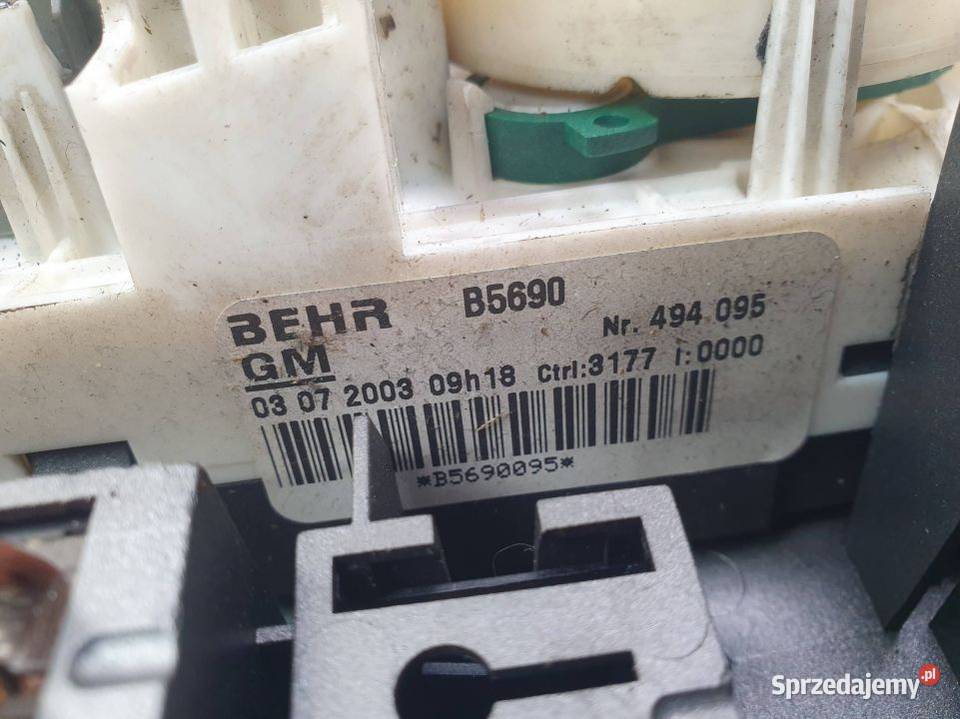 BEHR B5690
GM Nr. 494 095
03 07 2003 09h18 Ctrl:3177 I:0000
*B5690095*
Sprzedajemy.pl